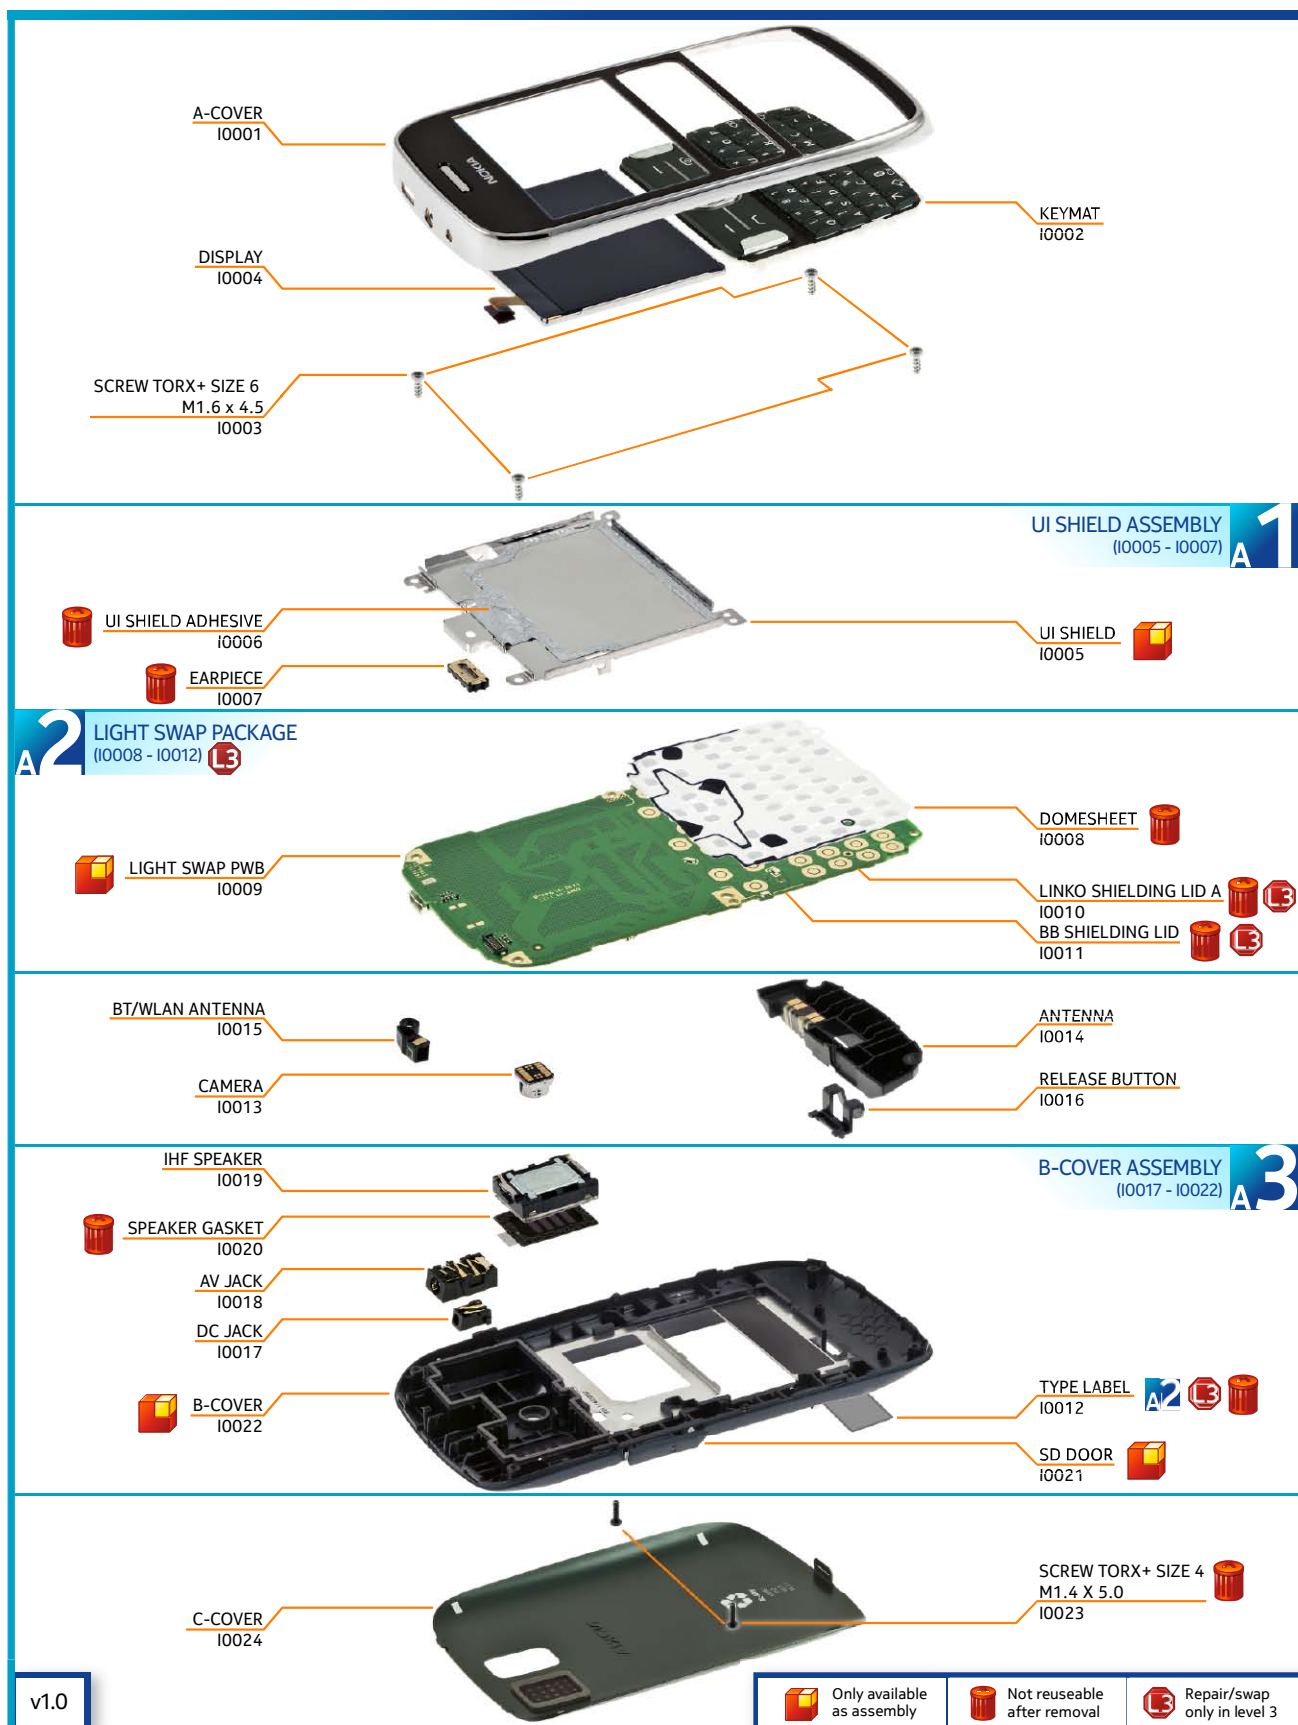 A-COVER
I0001
NOKIA
KEYMAT
I0002
DISPLAY
I0004
SCREW TORX+ SIZE 6
M1.6 x 4.5
I0003
UI SHIELD ASSEMBLY
(I0005 - I0007)
A1
UI SHIELD ADHESIVE
I0006
UI SHIELD
I0005
EARPIECE
I0007
A2
LIGHT SWAP PACKAGE
(I0008 - I0012) L3
DOMESHEET
I0008
LIGHT SWAP PWB
I0009
LINKO SHIELDING LID A L3
I0010
BB SHIELDING LID L3
I0011
BT/WLAN ANTENNA
I0015
ANTENNA
I0014
CAMERA
I0013
RELEASE BUTTON
I0016
IHF SPEAKER
I0019
B-COVER ASSEMBLY
(I0017 - I0022)
A3
SPEAKER GASKET
I0020
AV JACK
I0018
DC JACK
I0017
B-COVER
I0022
TYPE LABEL A2 L3
I0012
SD DOOR
I0021
SCREW TORX+ SIZE 4
M1.4 X 5.0
I0023
C-COVER
I0024
NOKIA
v1.0
Only available
as assembly
Not reuseable
after removal
L3
Repair/swap
only in level 3